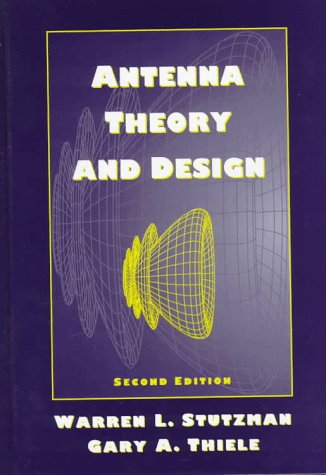 ANTENNA
THEORY
AND DESIGN
SECOND EDITION
WARREN L. STUTZMAN
GARY A. THIELE